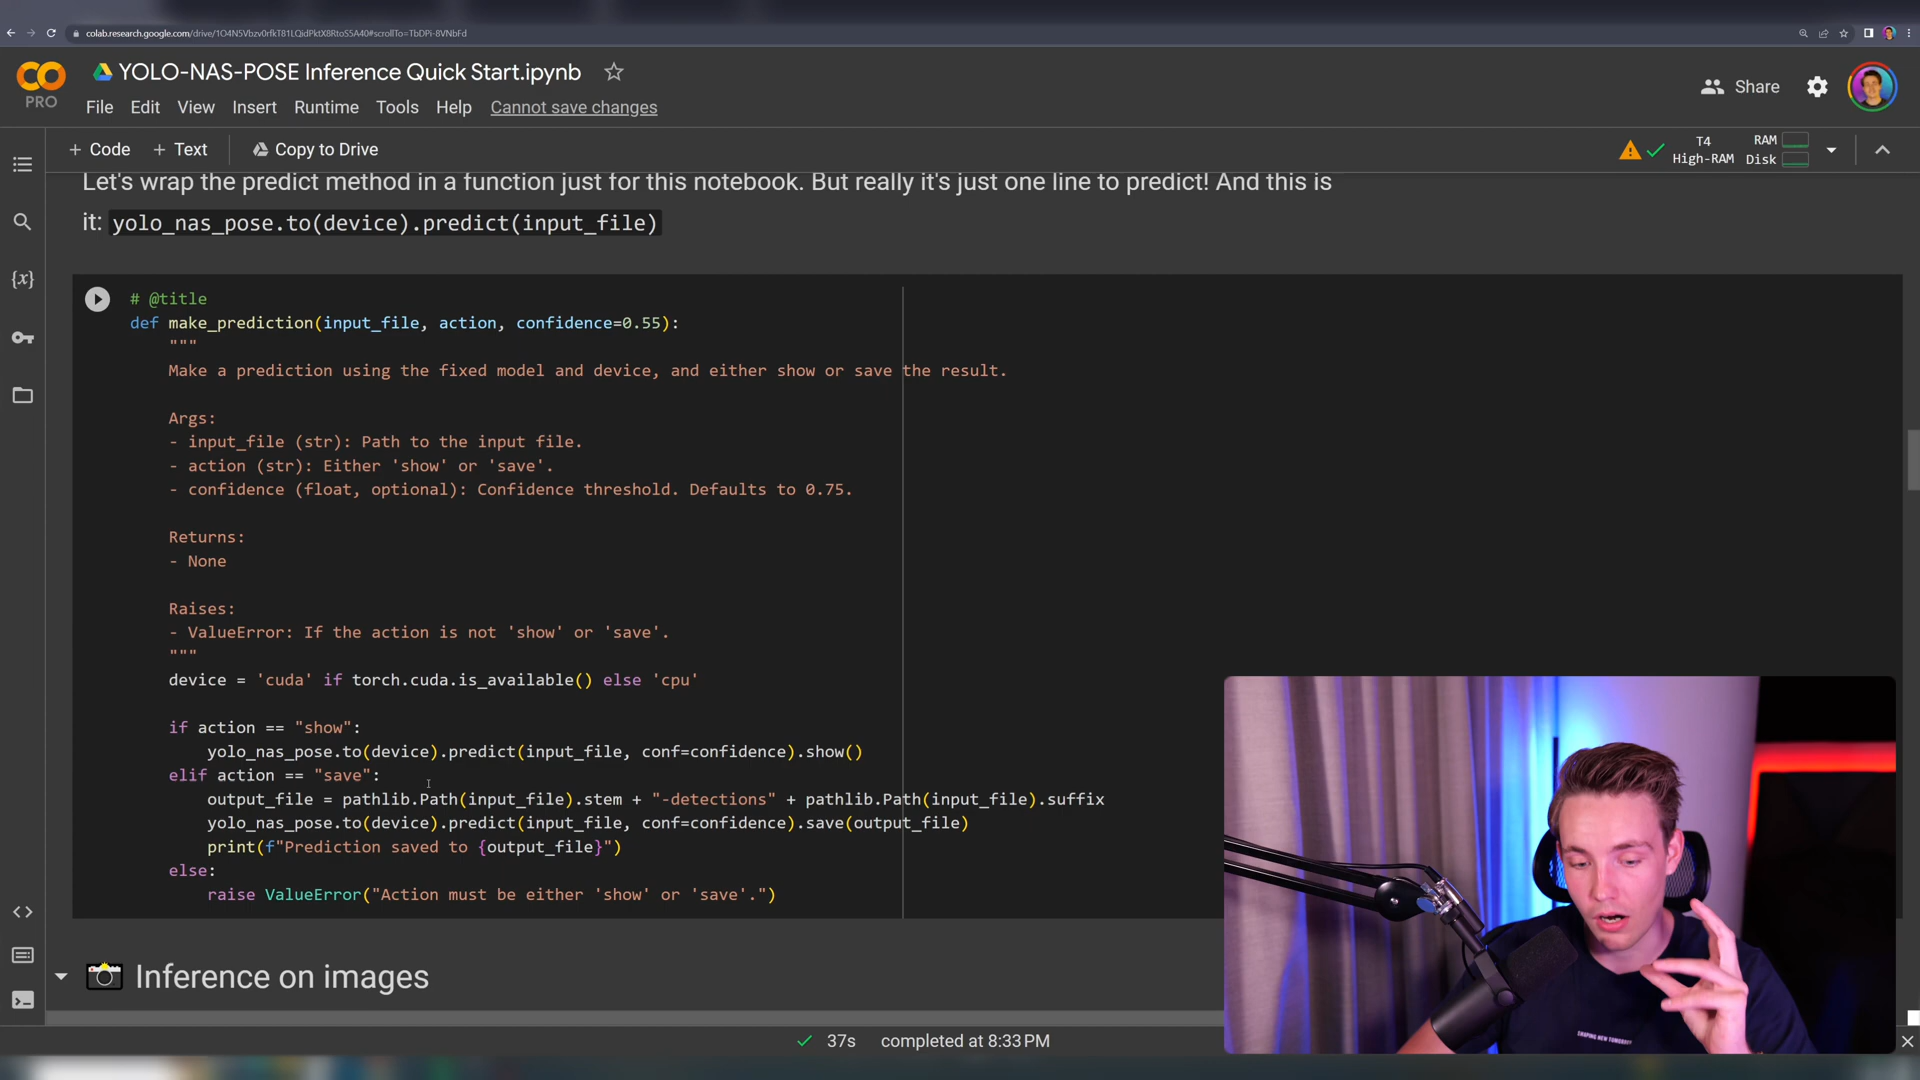 colab.research.google.com/drive/1O4N5Vbzv0rfkT81LQidPktX8RtoS5A40#scrollTo=TbDPi-8VNbFd
CO
PRO
YOLO-NAS-POSE Inference Quick Start.ipynb
File Edit View Insert Runtime Tools Help Cannot save changes
Share
+ Code + Text Copy to Drive
T4
High-RAM
RAM
Disk
Let's wrap the predict method in a function just for this notebook. But really it's just one line to predict! And this is
it: yolo_nas_pose.to(device).predict(input_file)
# @title
def make_prediction(input_file, action, confidence=0.55):
"""
Make a prediction using the fixed model and device, and either show or save the result.
Args:
- input_file (str): Path to the input file.
- action (str): Either 'show' or 'save'.
- confidence (float, optional): Confidence threshold. Defaults to 0.75.
Returns:
- None
Raises:
- ValueError: If the action is not 'show' or 'save'.
"""
device = 'cuda' if torch.cuda.is_available() else 'cpu'
if action == "show":
yolo_nas_pose.to(device).predict(input_file, conf=confidence).show()
elif action == "save":
output_file = pathlib.Path(input_file).stem + "-detections" + pathlib.Path(input_file).suffix
yolo_nas_pose.to(device).predict(input_file, conf=confidence).save(output_file)
print(f"Prediction saved to {output_file}")
else:
raise ValueError("Action must be either 'show' or 'save'.")
Inference on images
37s completed at 8:33 PM